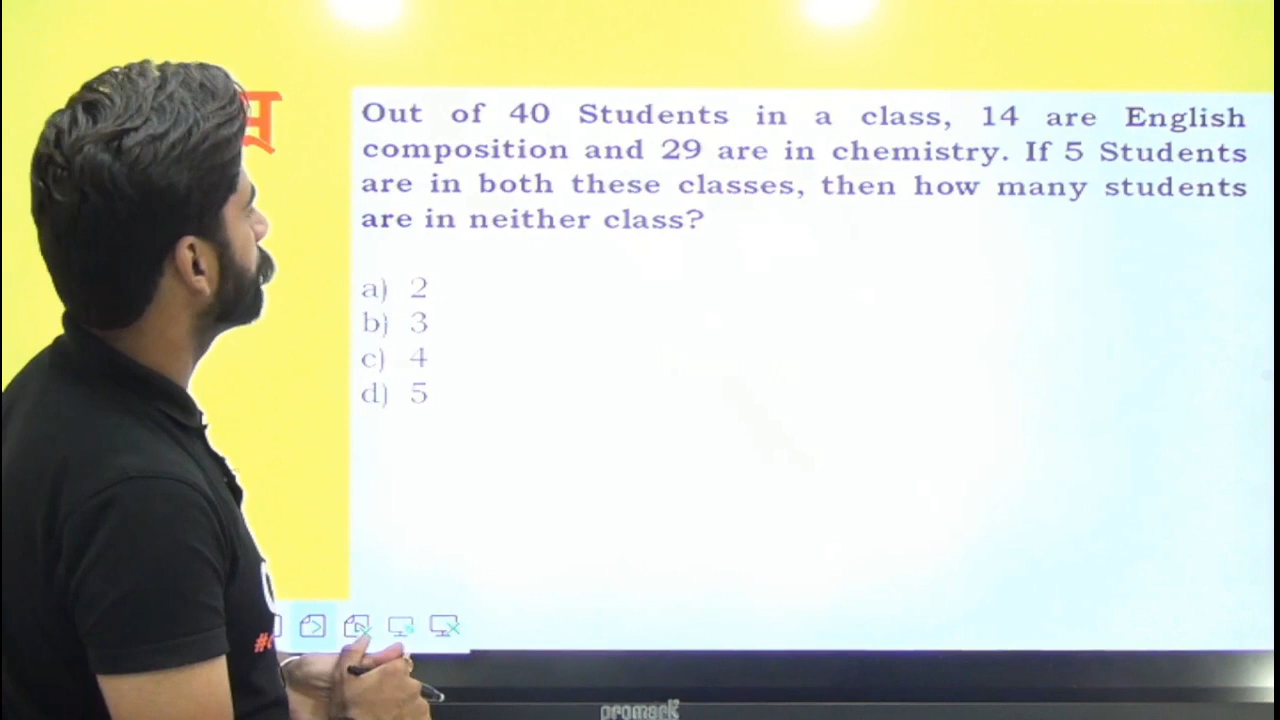 Out of 40 Students in a class, 14 are English
composition and 29 are in chemistry. If 5 Students
are in both these classes, then how many students
are in neither class?
a) 2
b) 3
c) 4
d) 5
promark